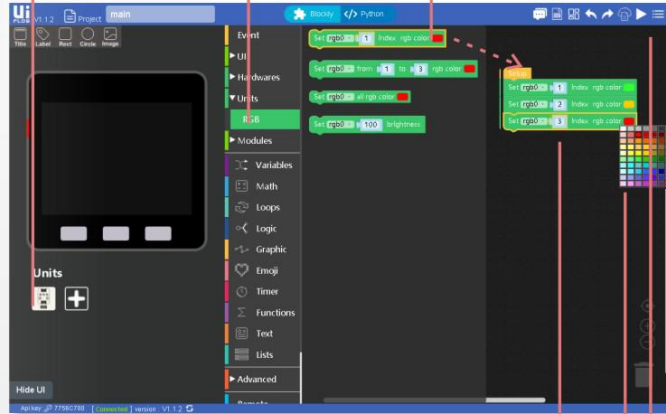 Ui
FLOW
V1.1.2
Project
main
Blockly
Python
Title
Label
Rect
Circle
Image
Units
Hide UI
Event
UI
Hardwares
Units
RGB
Modules
Variables
Math
Loops
Logic
Graphic
Emoji
Timer
Functions
Text
Lists
Advanced
Set rgb0 1 Index rgb color
Set rgb0 from 1 to 3 rgb color
Set rgb0 all rgb color
Set rgb0 100 brightness
Setup
Set rgb0 1 Index rgb color
Set rgb0 2 Index rgb color
Set rgb0 3 Index rgb color
Apikey 775BC70B [Connected] version : V1.1.2